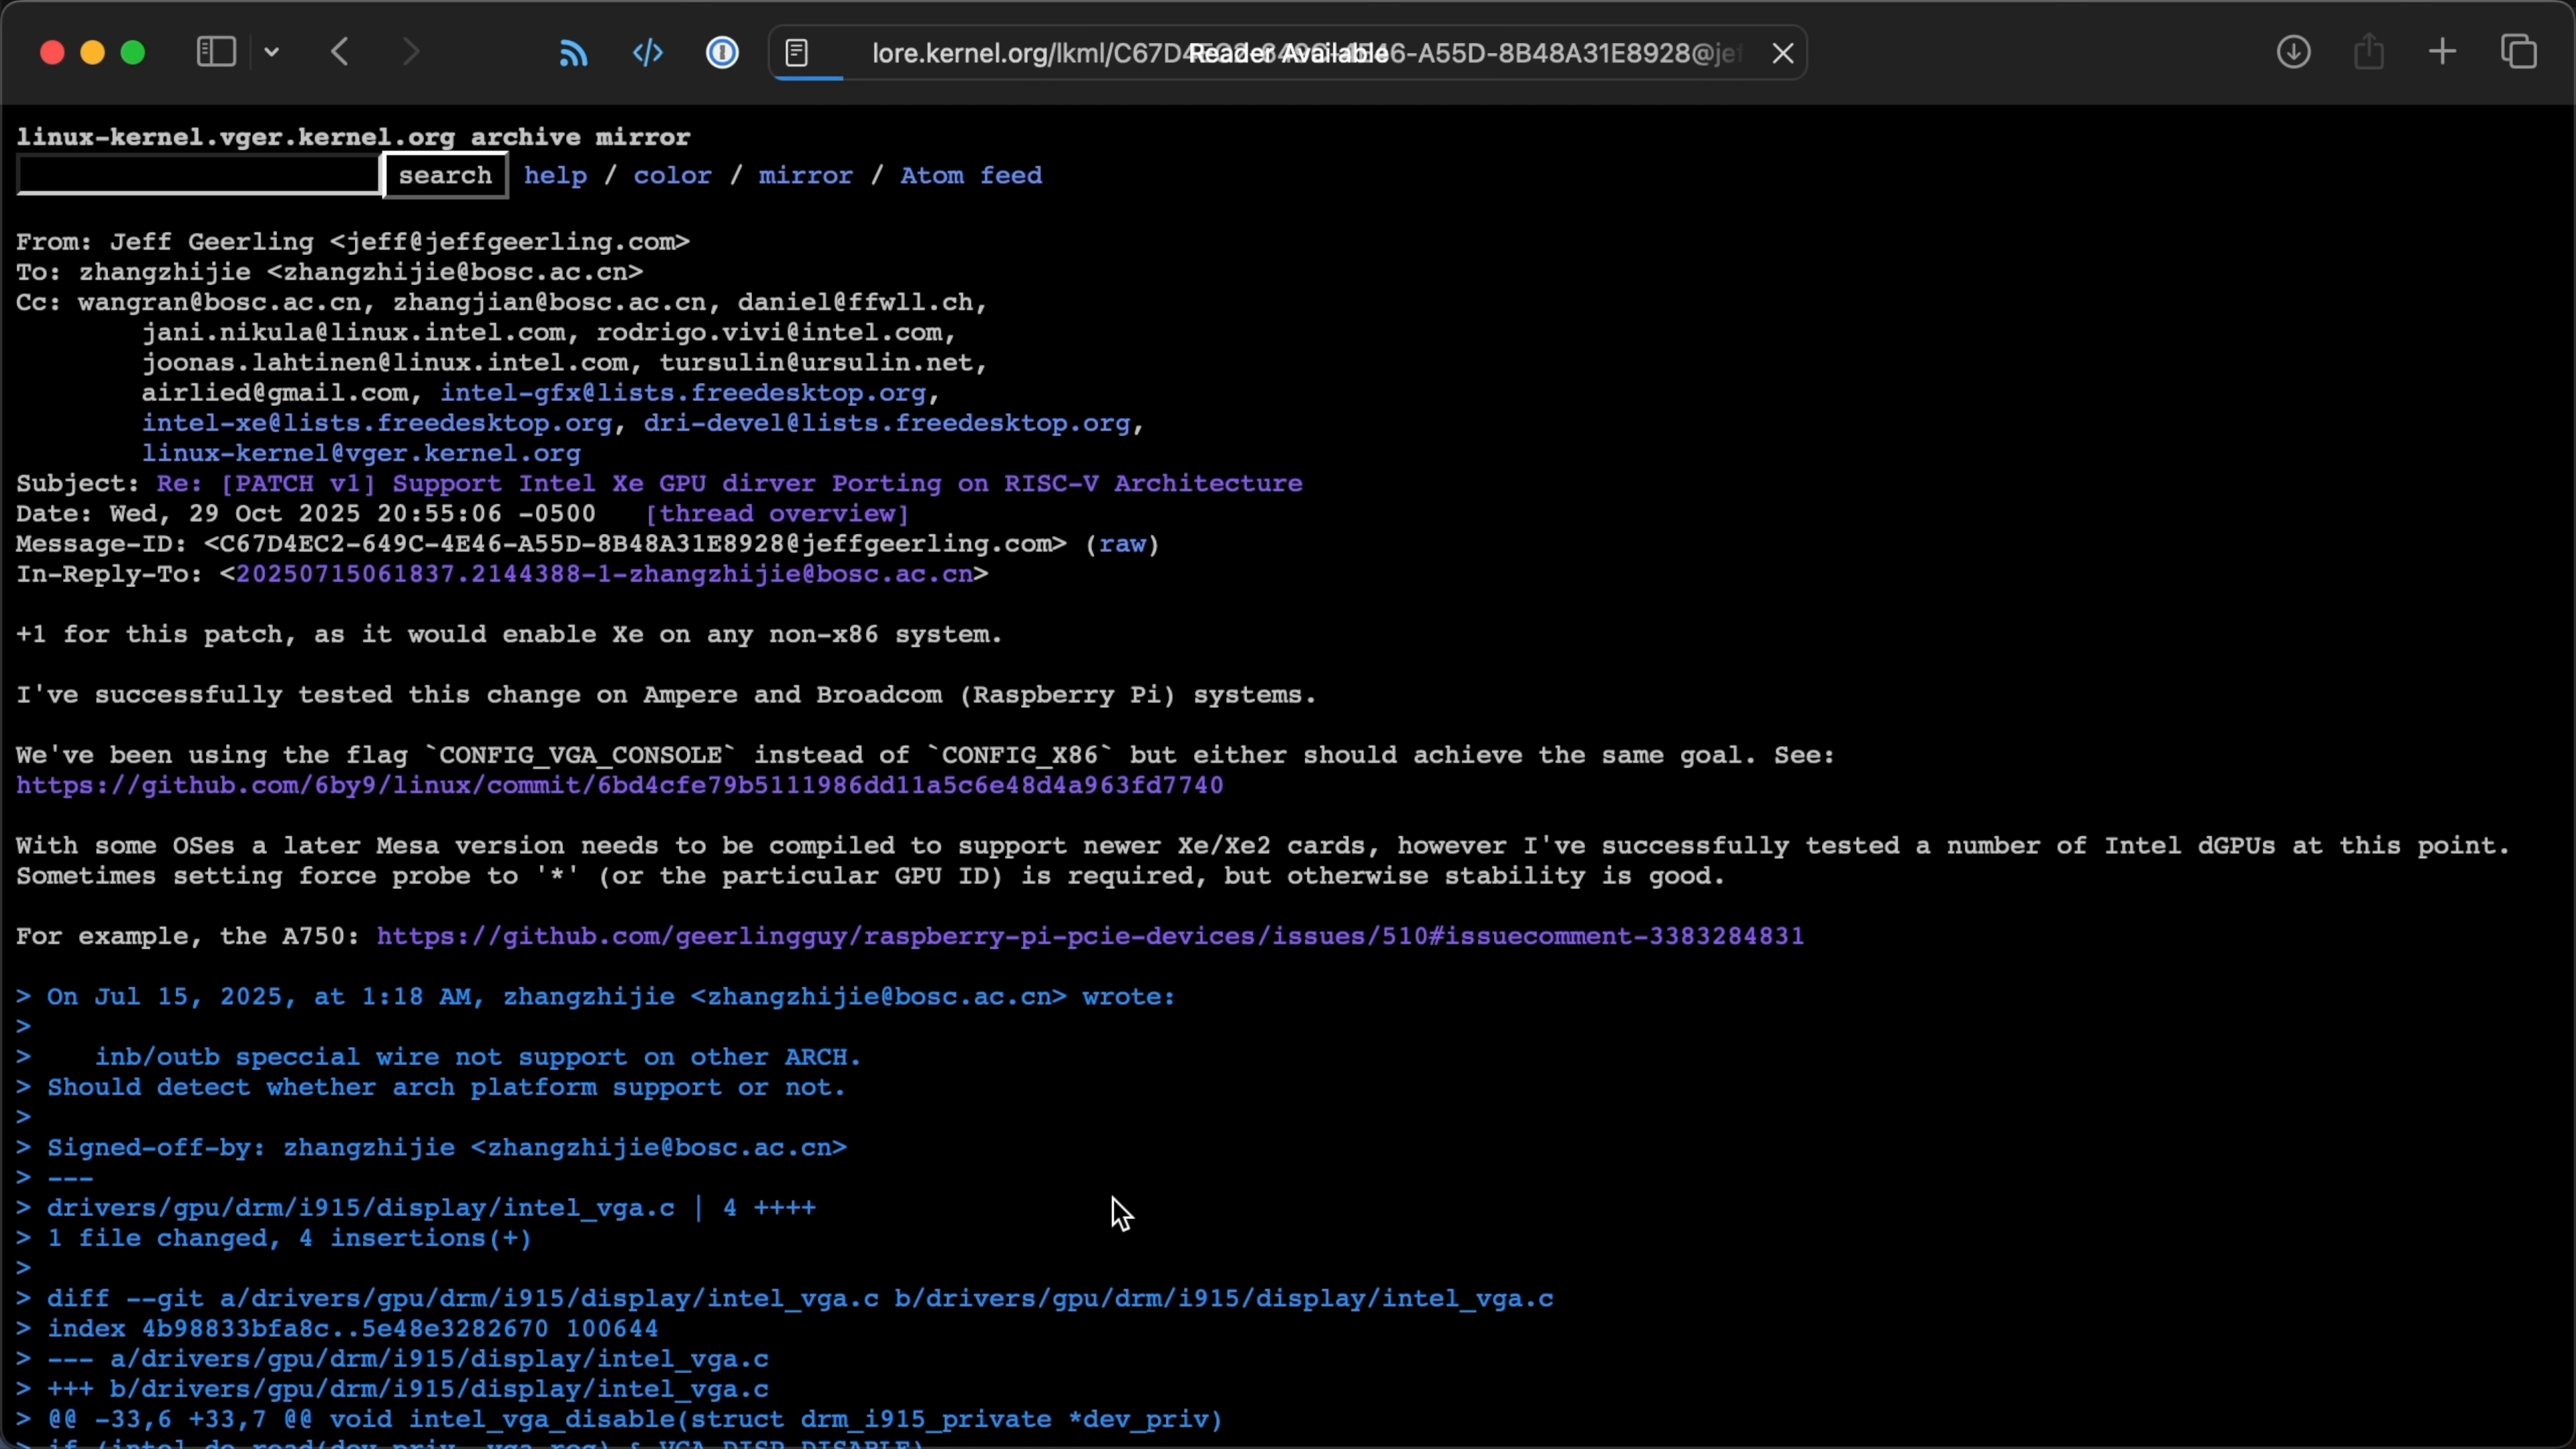 lore.kernel.org/lkml/C67D4 Reader Available 46-A55D-8B48A31E8928@jef
linux-kernel.vger.kernel.org archive mirror
search help / color / mirror / Atom feed
From: Jeff Geerling <jeff@jeffgeerling.com>
To: zhangzhijie <zhangzhijie@bosc.ac.cn>
Cc: wangran@bosc.ac.cn, zhangjian@bosc.ac.cn, daniel@ffwll.ch,
jani.nikula@linux.intel.com, rodrigo.vivi@intel.com,
joonas.lahtinen@linux.intel.com, tursulin@ursulin.net,
airlied@gmail.com, intel-gfx@lists.freedesktop.org,
intel-xe@lists.freedesktop.org, dri-devel@lists.freedesktop.org,
linux-kernel@vger.kernel.org
Subject: Re: [PATCH v1] Support Intel Xe GPU dirver Porting on RISC-V Architecture
Date: Wed, 29 Oct 2025 20:55:06 -0500 [thread overview]
Message-ID: <C67D4EC2-649C-4E46-A55D-8B48A31E8928@jeffgeerling.com> (raw)
In-Reply-To: <20250715061837.2144388-1-zhangzhijie@bosc.ac.cn>
+1 for this patch, as it would enable Xe on any non-x86 system.
I've successfully tested this change on Ampere and Broadcom (Raspberry Pi) systems.
We've been using the flag `CONFIG_VGA_CONSOLE` instead of `CONFIG_X86` but either should achieve the same goal. See:
https://github.com/6by9/linux/commit/6bd4cfe79b5111986dd11a5c6e48d4a963fd7740
With some OSes a later Mesa version needs to be compiled to support newer Xe/Xe2 cards, however I've successfully tested a number of Intel dGPUs at this point.
Sometimes setting force probe to '*' (or the particular GPU ID) is required, but otherwise stability is good.
For example, the A750: https://github.com/geerlingguy/raspberry-pi-pcie-devices/issues/510#issuecomment-3383284831
> On Jul 15, 2025, at 1:18 AM, zhangzhijie <zhangzhijie@bosc.ac.cn> wrote:
>
> inb/outb speccial wire not support on other ARCH.
> Should detect whether arch platform support or not.
>
> Signed-off-by: zhangzhijie <zhangzhijie@bosc.ac.cn>
> ---
> drivers/gpu/drm/i915/display/intel_vga.c | 4 ++++
> 1 file changed, 4 insertions(+)
>
> diff --git a/drivers/gpu/drm/i915/display/intel_vga.c b/drivers/gpu/drm/i915/display/intel_vga.c
> index 4b98833bfa8c..5e48e3282670 100644
> --- a/drivers/gpu/drm/i915/display/intel_vga.c
> +++ b/drivers/gpu/drm/i915/display/intel_vga.c
> @@ -33,6 +33,7 @@ void intel_vga_disable(struct drm_i915_private *dev_priv)